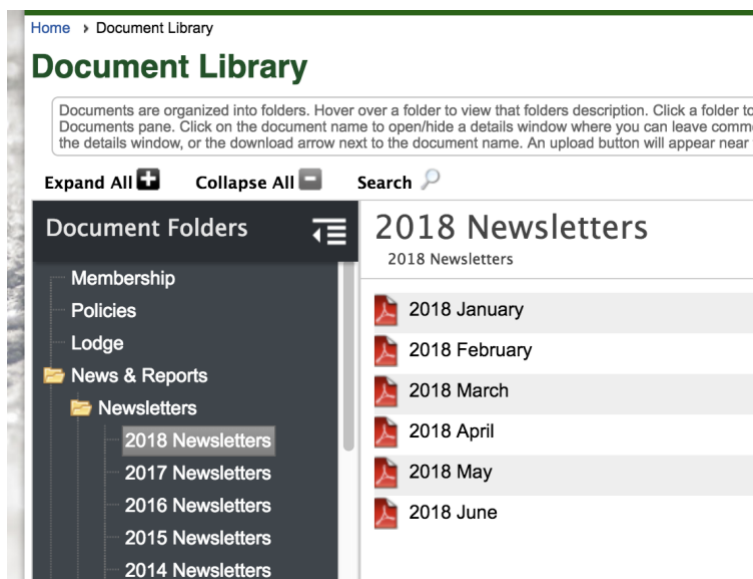 Home › Document Library
Document Library
Documents are organized into folders. Hover over a folder to view that folders description. Click a folder to
Documents pane. Click on the document name to open/hide a details window where you can leave comm
the details window, or the download arrow next to the document name. An upload button will appear near
Expand All Collapse All Search
Document Folders
Membership
Policies
Lodge
News & Reports
Newsletters
2018 Newsletters
2017 Newsletters
2016 Newsletters
2015 Newsletters
2014 Newsletters
2018 Newsletters
2018 Newsletters
2018 January
2018 February
2018 March
2018 April
2018 May
2018 June